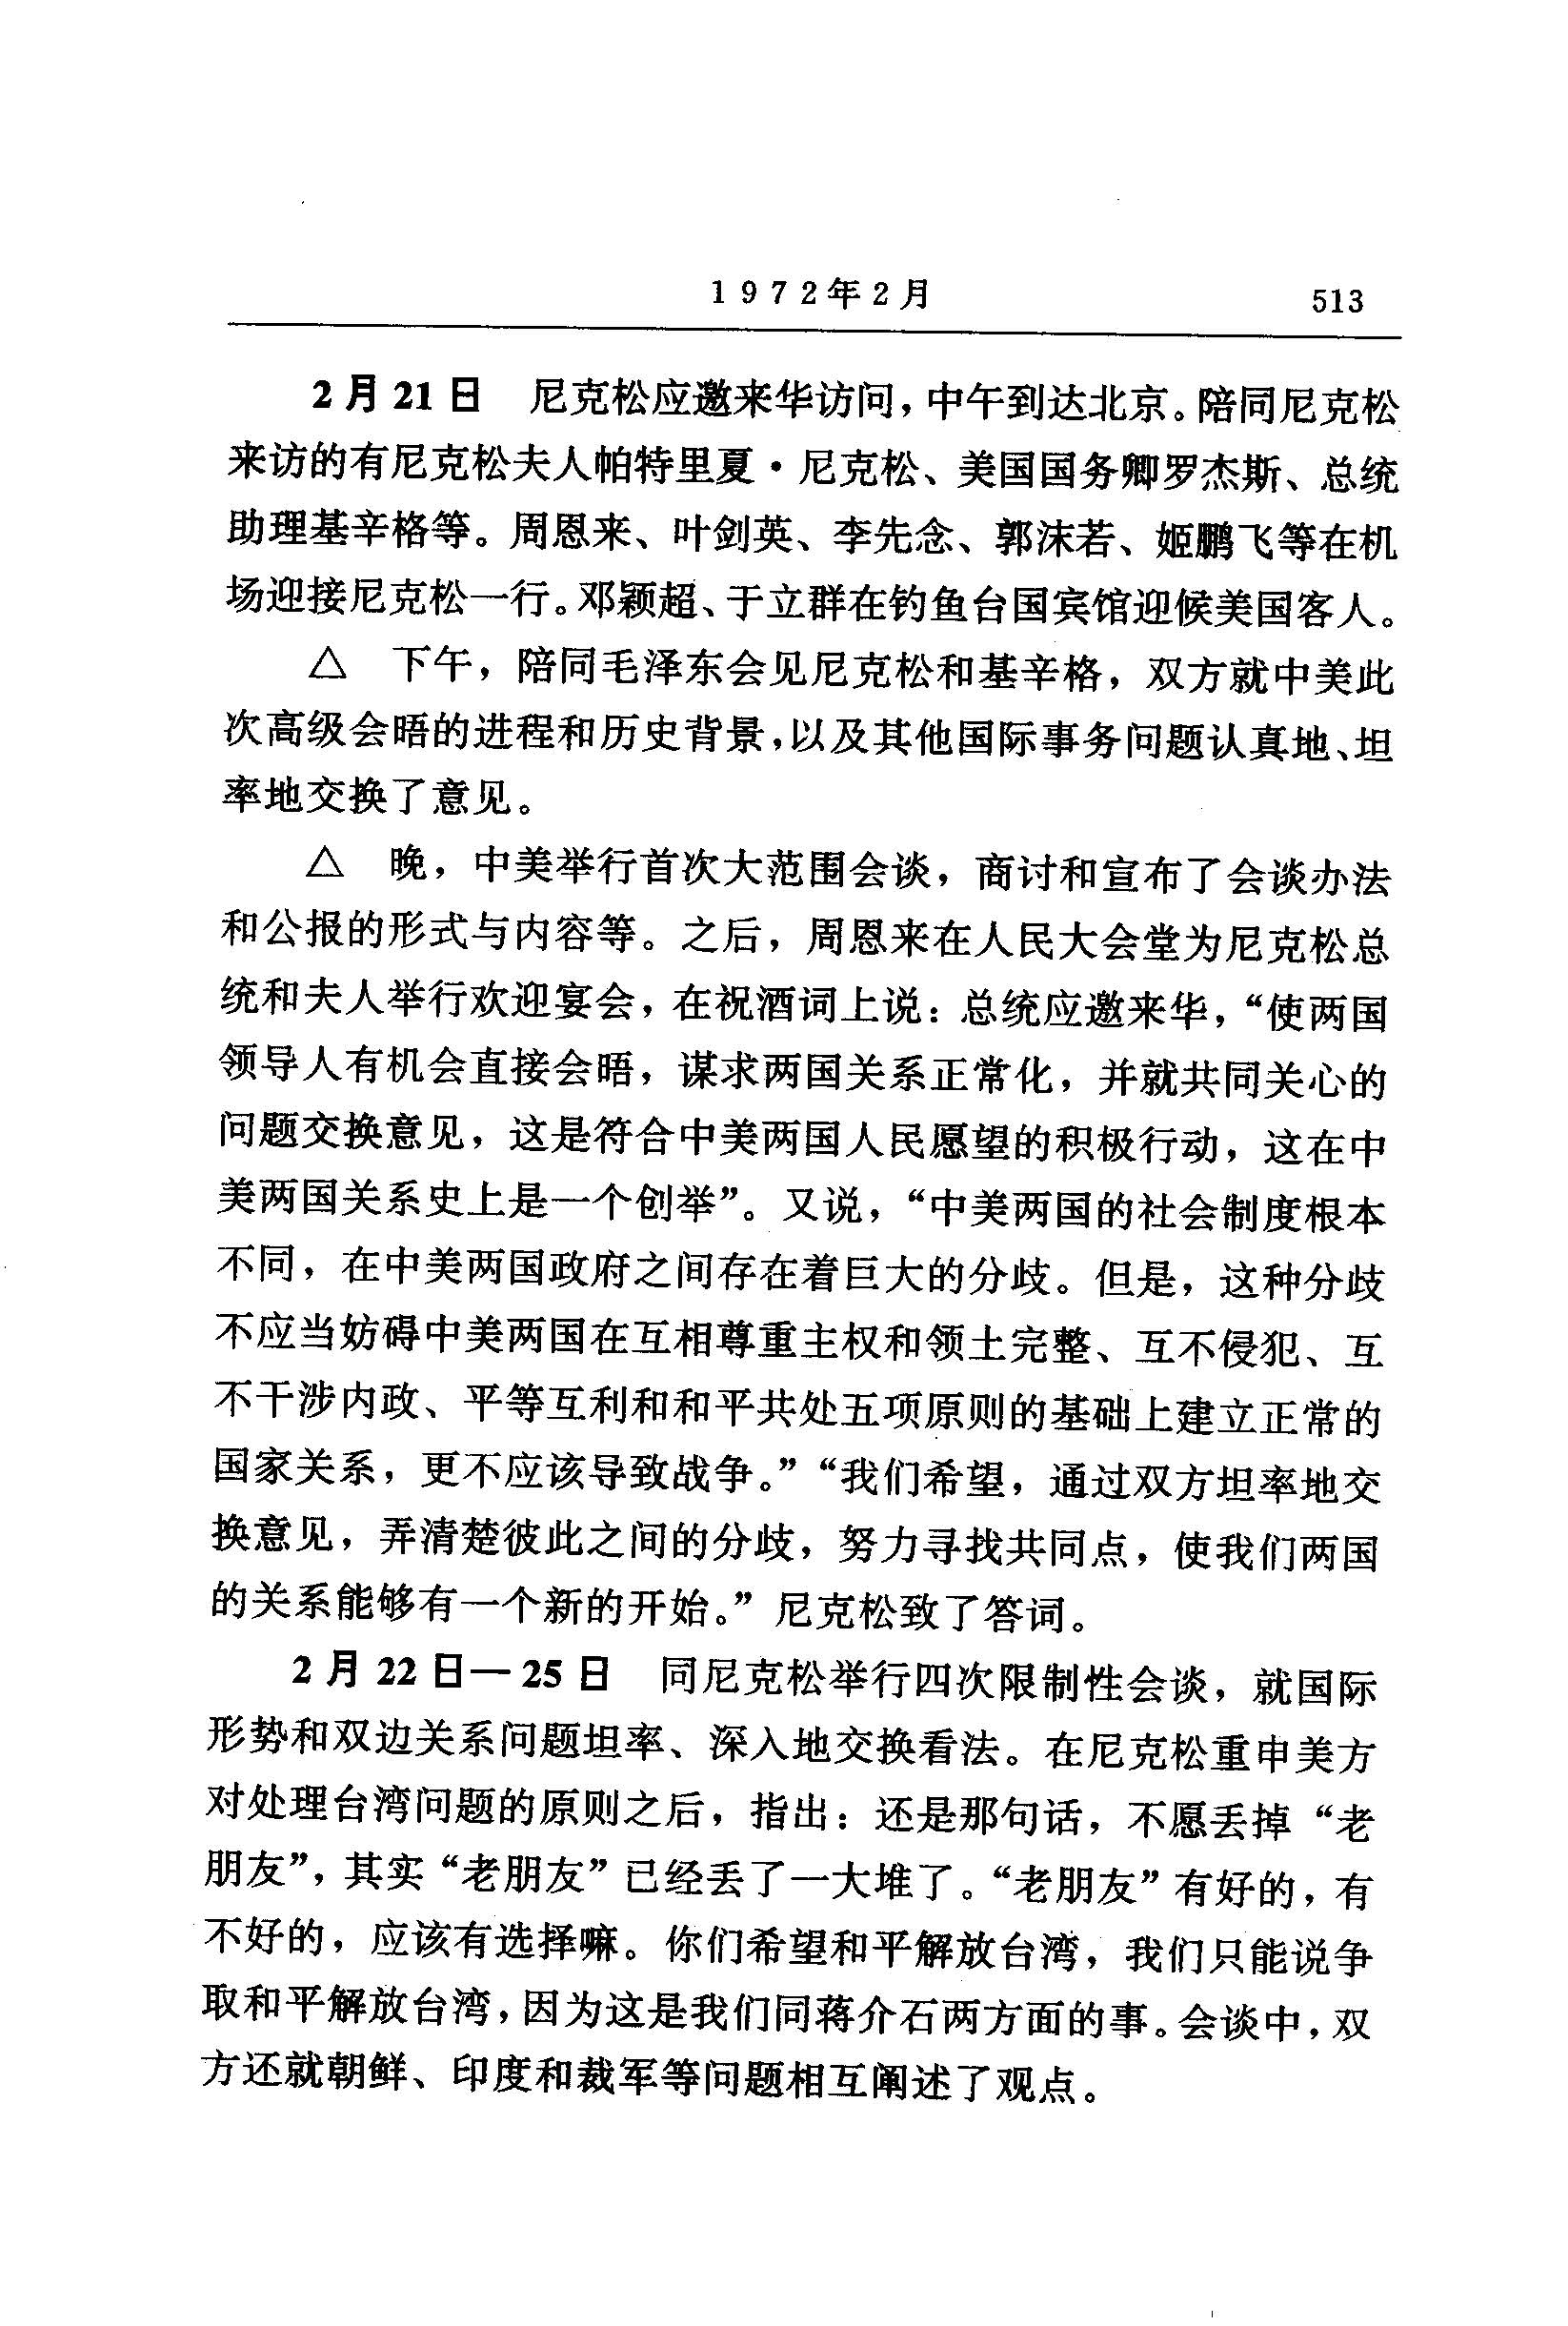 1972年2月 513
2月21日 尼克松应邀来华访问，中午到达北京。陪同尼克松
来访的有尼克松夫人帕特里夏·尼克松、美国国务卿罗杰斯、总统
助理基辛格等。周恩来、叶剑英、李先念、郭沫若、姬鹏飞等在机
场迎接尼克松一行。邓颖超、于立群在钓鱼台国宾馆迎候美国客人。
△ 下午，陪同毛泽东会见尼克松和基辛格，双方就中美此
次高级会晤的进程和历史背景，以及其他国际事务问题认真地、坦
率地交换了意见。
△ 晚，中美举行首次大范围会谈，商讨和宣布了会谈办法
和公报的形式与内容等。之后，周恩来在人民大会堂为尼克松总
统和夫人举行欢迎宴会，在祝酒词上说：总统应邀来华，“使两国
领导人有机会直接会晤，谋求两国关系正常化，并就共同关心的
问题交换意见，这是符合中美两国人民愿望的积极行动，这在中
美两国关系史上是一个创举”。又说，“中美两国的社会制度根本
不同，在中美两国政府之间存在着巨大的分歧。但是，这种分歧
不应当妨碍中美两国在互相尊重主权和领土完整、互不侵犯、互
不干涉内政、平等互利和和平共处五项原则的基础上建立正常的
国家关系，更不应该导致战争。”“我们希望，通过双方坦率地交
换意见，弄清楚彼此之间的分歧，努力寻找共同点，使我们两国
的关系能够有一个新的开始。”尼克松致了答词。
2月22日—25日 同尼克松举行四次限制性会谈，就国际
形势和双边关系问题坦率、深入地交换看法。在尼克松重申美方
对处理台湾问题的原则之后，指出：还是那句话，不愿丢掉“老
朋友”，其实“老朋友”已经丢了一大堆了。“老朋友”有好的，有
不好的，应该有选择嘛。你们希望和平解放台湾，我们只能说争
取和平解放台湾，因为这是我们同蒋介石两方面的事。会谈中，双
方还就朝鲜、印度和裁军等问题相互阐述了观点。